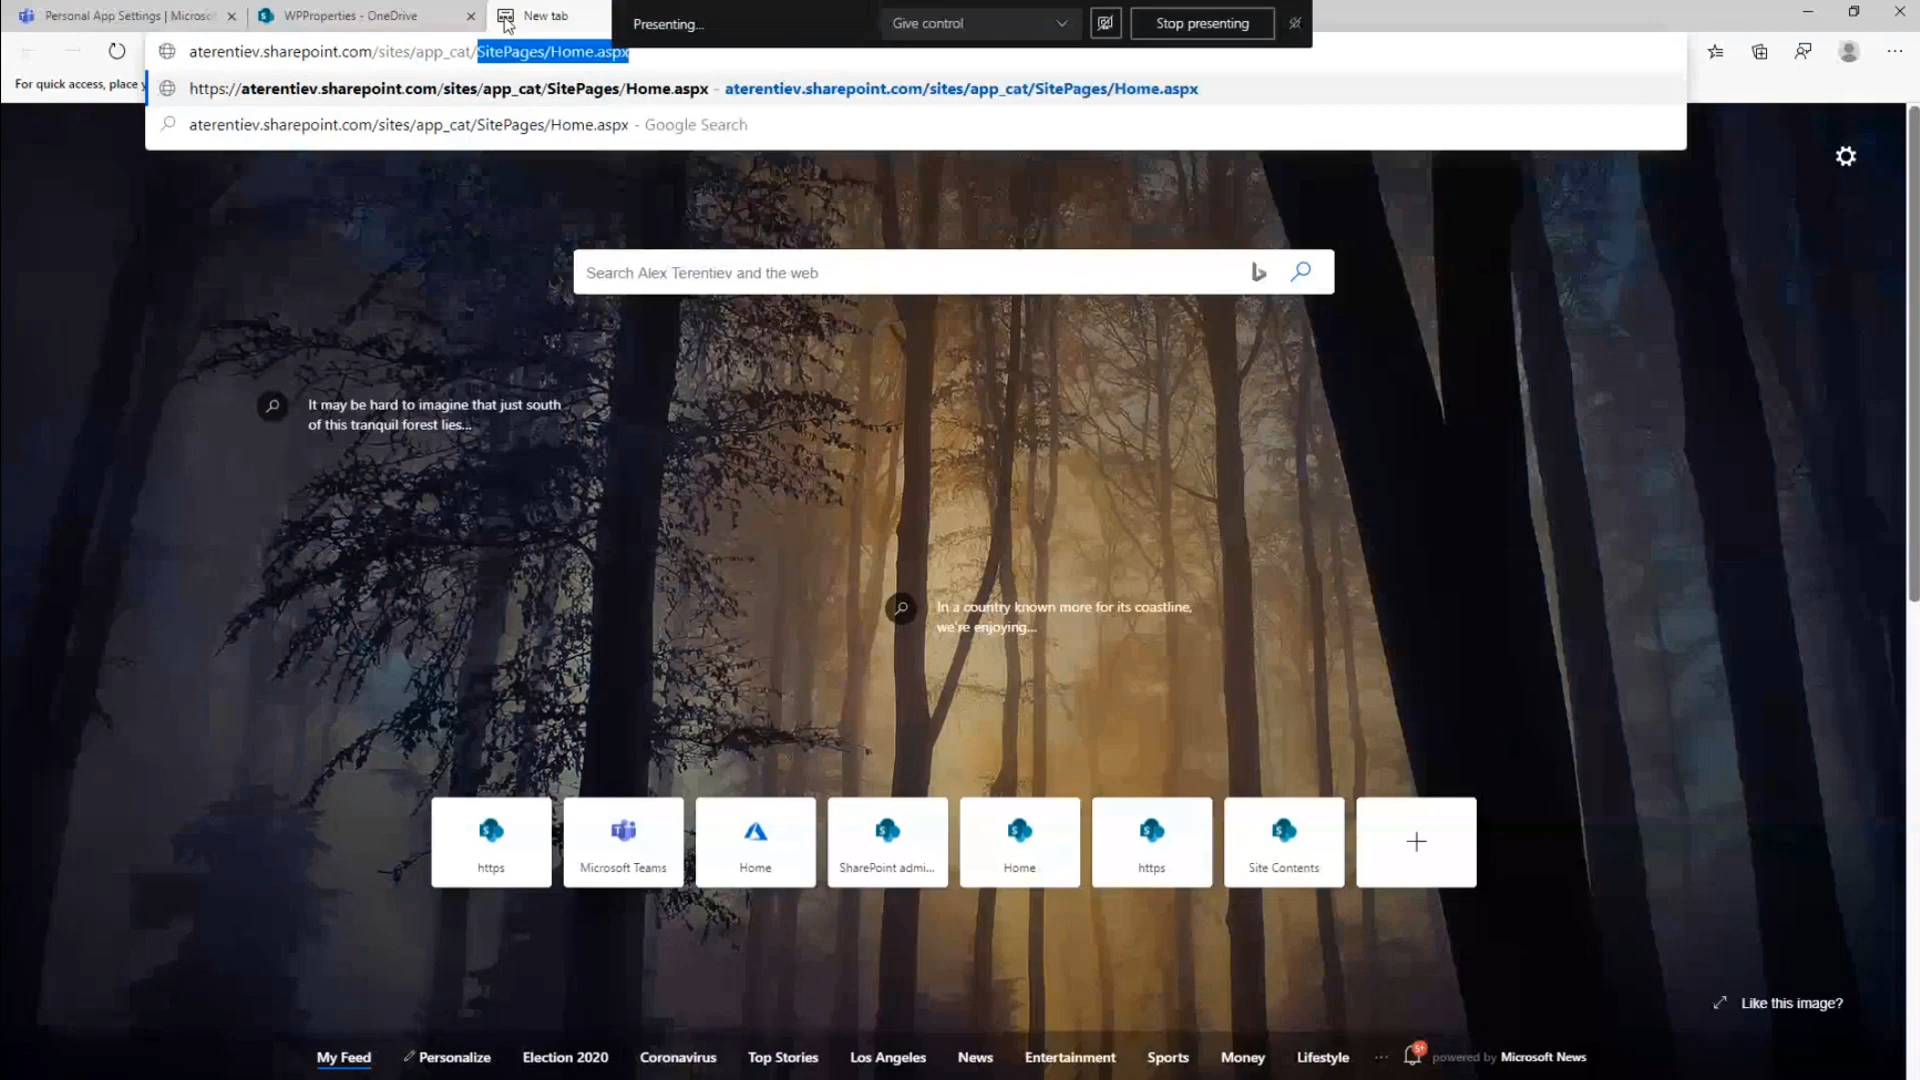 Personal App Settings | Microso
WPProperties - OneDrive
New tab
Presenting...
Give control
Stop presenting
aterentiev.sharepoint.com/sites/app_cat/SitePages/Home.aspx
For quick access, place y
https://aterentiev.sharepoint.com/sites/app_cat/SitePages/Home.aspx - aterentiev.sharepoint.com/sites/app_cat/SitePages/Home.aspx
aterentiev.sharepoint.com/sites/app_cat/SitePages/Home.aspx - Google Search
Search Alex Terentiev and the web
It may be hard to imagine that just south
of this tranquil forest lies...
In a country known more for its coastline,
we're enjoying...
https
Microsoft Teams
Home
SharePoint admi...
Home
https
Site Contents
Like this image?
My Feed
Personalize
Election 2020
Coronavirus
Top Stories
Los Angeles
News
Entertainment
Sports
Money
Lifestyle
...
5+
powered by Microsoft News